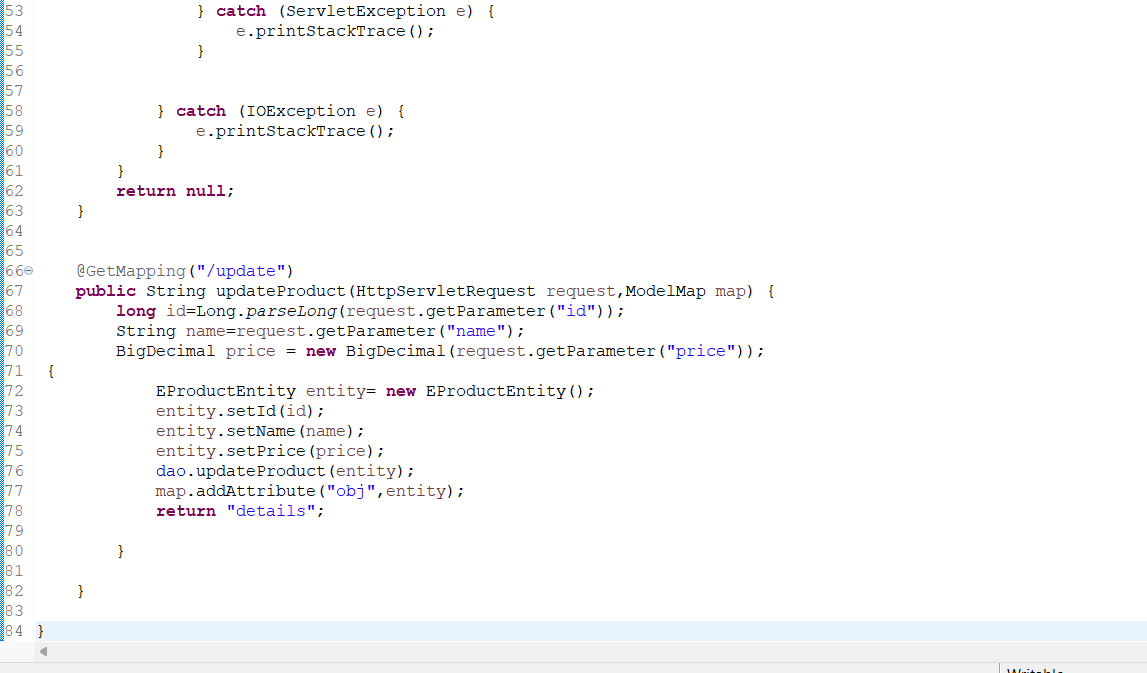 53 } catch (ServletException e) {
54 e.printStackTrace();
55 }
56
57
58 } catch (IOException e) {
59 e.printStackTrace();
60 }
61 }
62 return null;
63 }
64
65
66 @GetMapping("/update")
67 public String updateProduct(HttpServletRequest request,ModelMap map) {
68 long id=Long.parseLong(request.getParameter("id"));
69 String name=request.getParameter("name");
70 BigDecimal price = new BigDecimal(request.getParameter("price"));
71 {
72 EProductEntity entity= new EProductEntity();
73 entity.setId(id);
74 entity.setName(name);
75 entity.setPrice(price);
76 dao.updateProduct(entity);
77 map.addAttribute("obj",entity);
78 return "details";
79
80 }
81
82 }
83
84 }